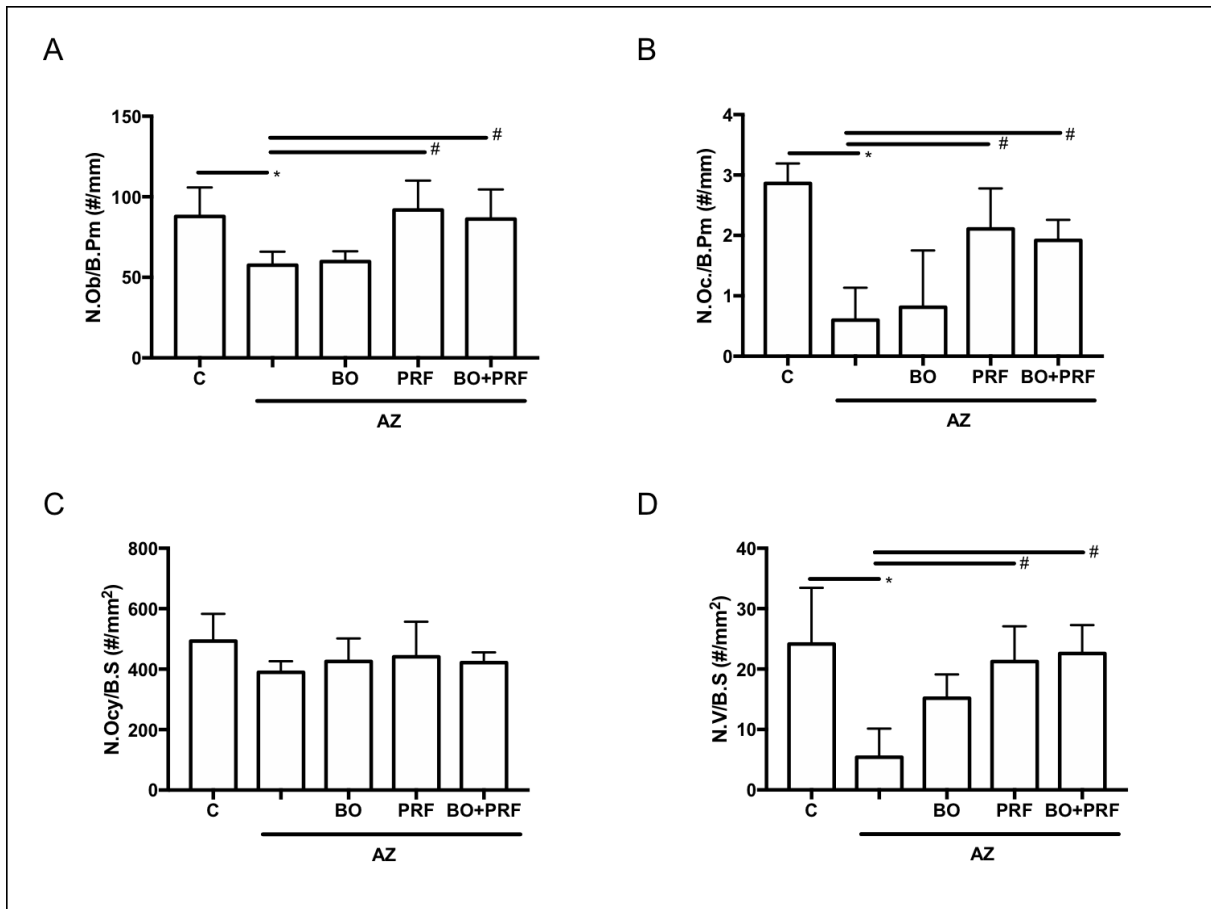 A
N.Ob/B.Pm (#/mm)
150
100
50
0
*
#
#
C
-
BO
PRF
BO+PRF
AZ
B
N.Oc./B.Pm (#/mm)
4
3
2
1
0
*
#
#
C
-
BO
PRF
BO+PRF
AZ
C
N.Ocy/B.S (#/mm²)
800
600
400
200
0
C
-
BO
PRF
BO+PRF
AZ
D
N.V/B.S (#/mm²)
40
30
20
10
0
*
#
#
C
-
BO
PRF
BO+PRF
AZ